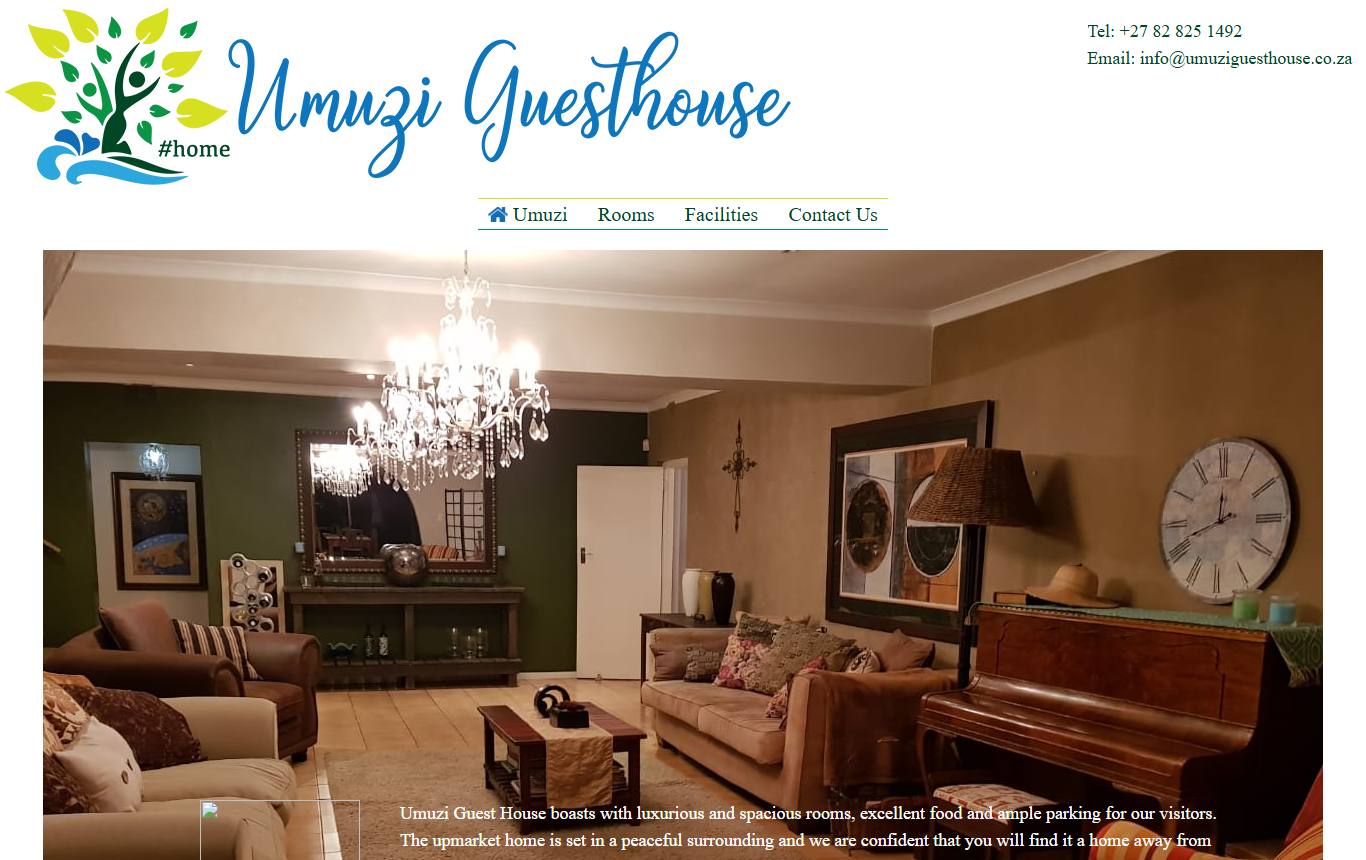 #home
Umuzi Guesthouse
Tel: +27 82 825 1492
Email: info@umuziguesthouse.co.za
Umuzi
Rooms
Facilities
Contact Us
Umuzi Guest House boasts with luxurious and spacious rooms, excellent food and ample parking for our visitors.
The upmarket home is set in a peaceful surrounding and we are confident that you will find it a home away from